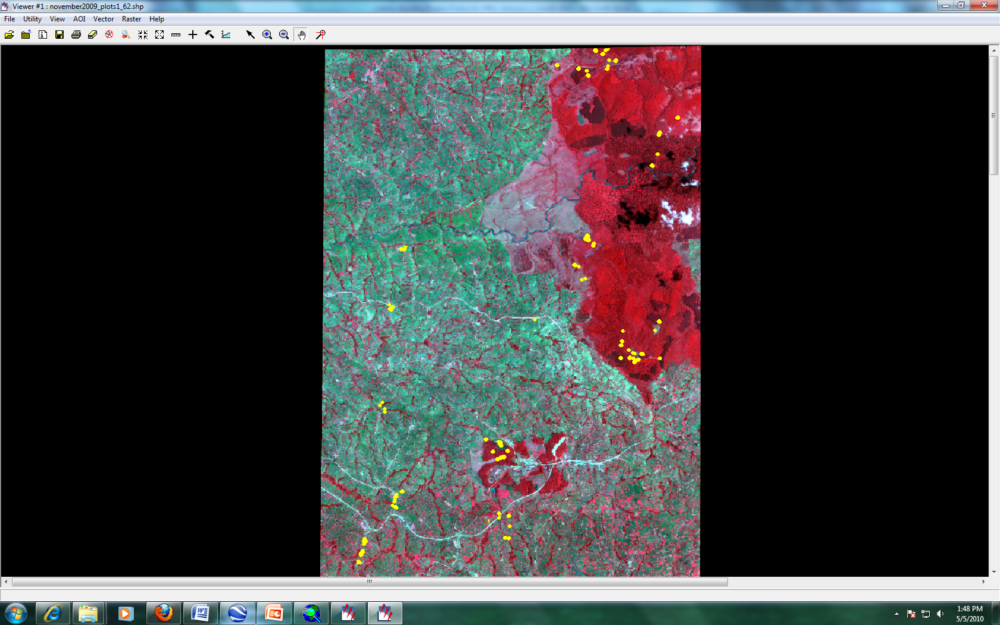 Viewer #1 : november2009_plots1_62.shp
File Utility View AOI Vector Raster Help
1:48 PM
5/5/2010